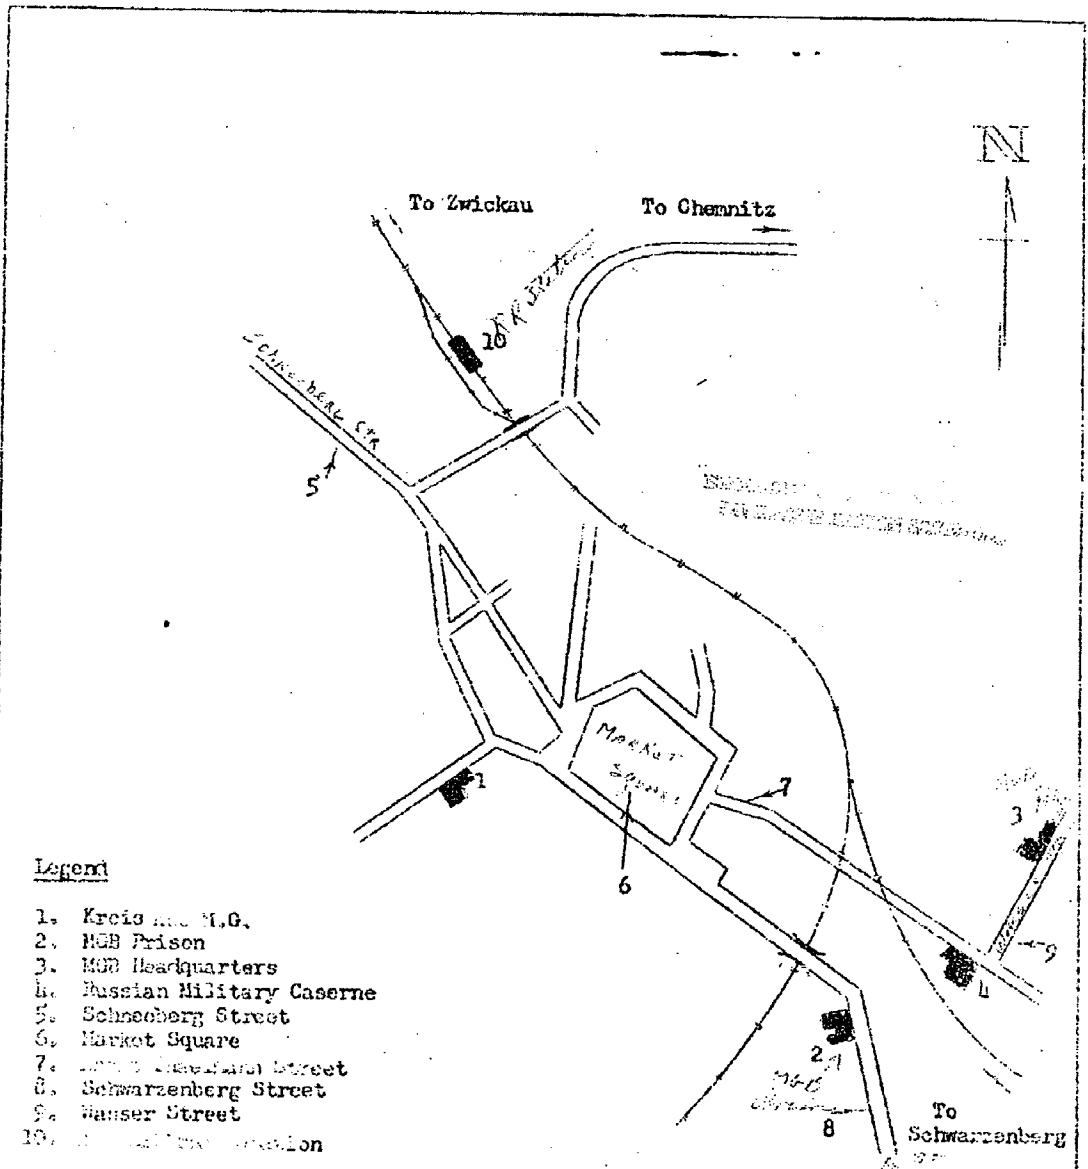 N
To Zwickau
To Chemnitz
10
Schneeberg Str
5
Market
Square
1
7
3
6
9
4
2
MGB
8
To
Schwarzenberg
Legend
1. Kreis M.G.
2. MGB Prison
3. MGB Headquarters
4. Russian Military Caserne
5. Schneeberg Street
6. Market Square
7. Street
8. Schwarzenberg Street
9. Wasser Street
10. Station